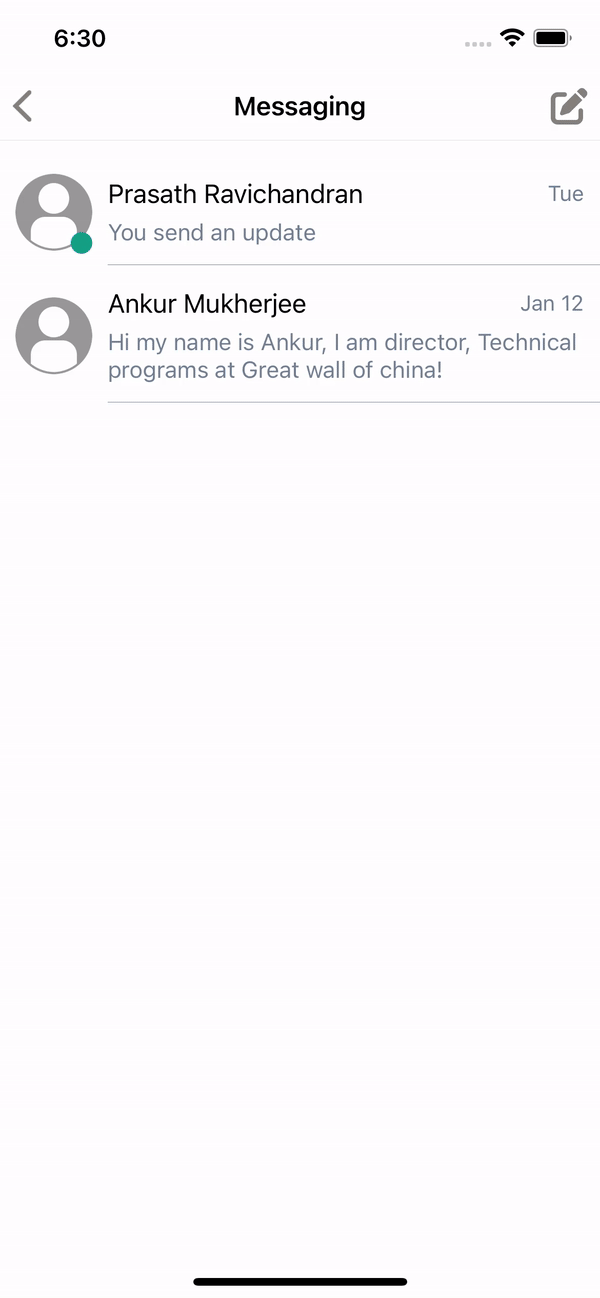 6:30
Messaging
Prasath Ravichandran
Tue
You send an update
Ankur Mukherjee
Jan 12
Hi my name is Ankur, I am director, Technical
programs at Great wall of china!